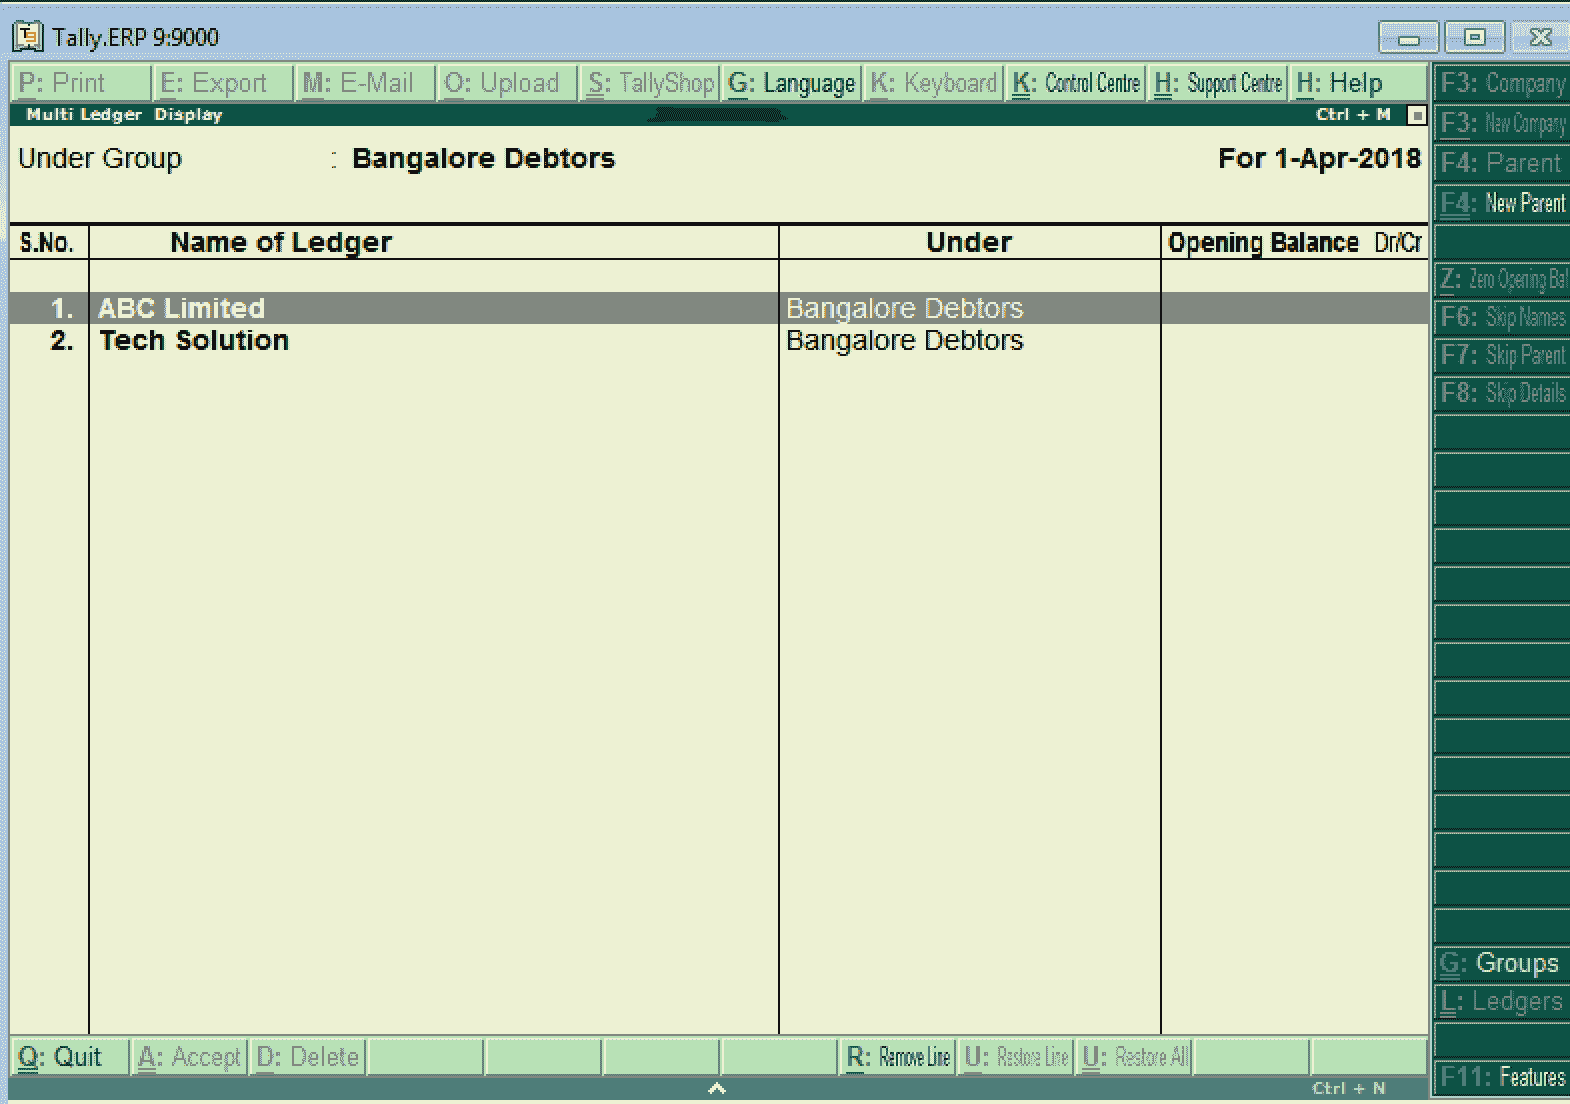 Tally.ERP 9:9000
P: Print E: Export M: E-Mail O: Upload S: TallyShop G: Language K: Keyboard K: Control Centre H: Support Centre H: Help
Multi Ledger Display Ctrl + M
Under Group : Bangalore Debtors For 1-Apr-2018
S.No. Name of Ledger Under Opening Balance Dr/Cr
1. ABC Limited Bangalore Debtors
2. Tech Solution Bangalore Debtors
F3: Company
F3: New Company
F4: Parent
F4: New Parent
Z: Zero Opening Bal
F6: Skip Names
F7: Skip Parent
F8: Skip Details
G: Groups
L: Ledgers
F11: Features
Q: Quit A: Accept D: Delete R: Remove Line U: Restore Line U: Restore All
Ctrl + N